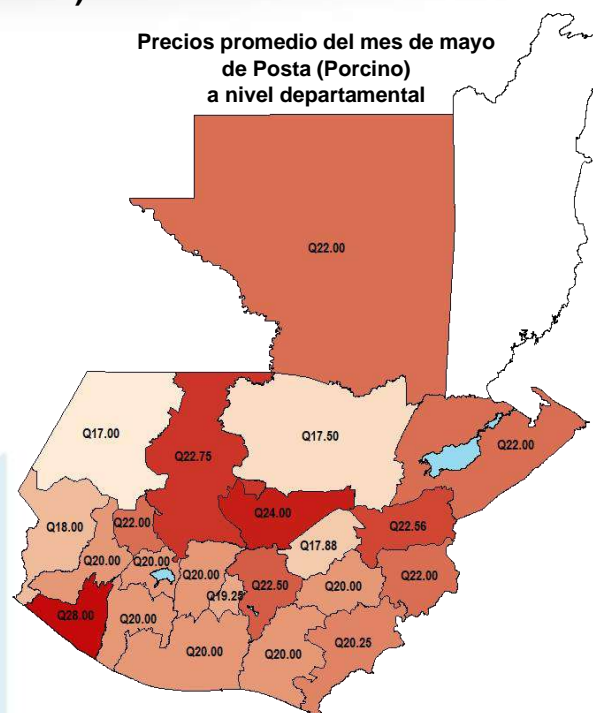 )
Precios promedio del mes de mayo
de Posta (Porcino)
a nivel departamental
Q22.00
Q17.00
Q17.50
Q22.75
Q22.00
Q24.00
Q18.00
Q22.00
Q22.56
Q17.88
Q20.00
Q20.00
Q20.00
Q22.50
Q20.00
Q22.00
Q19.25
Q28.00
Q20.00
Q20.25
Q20.00
Q20.00